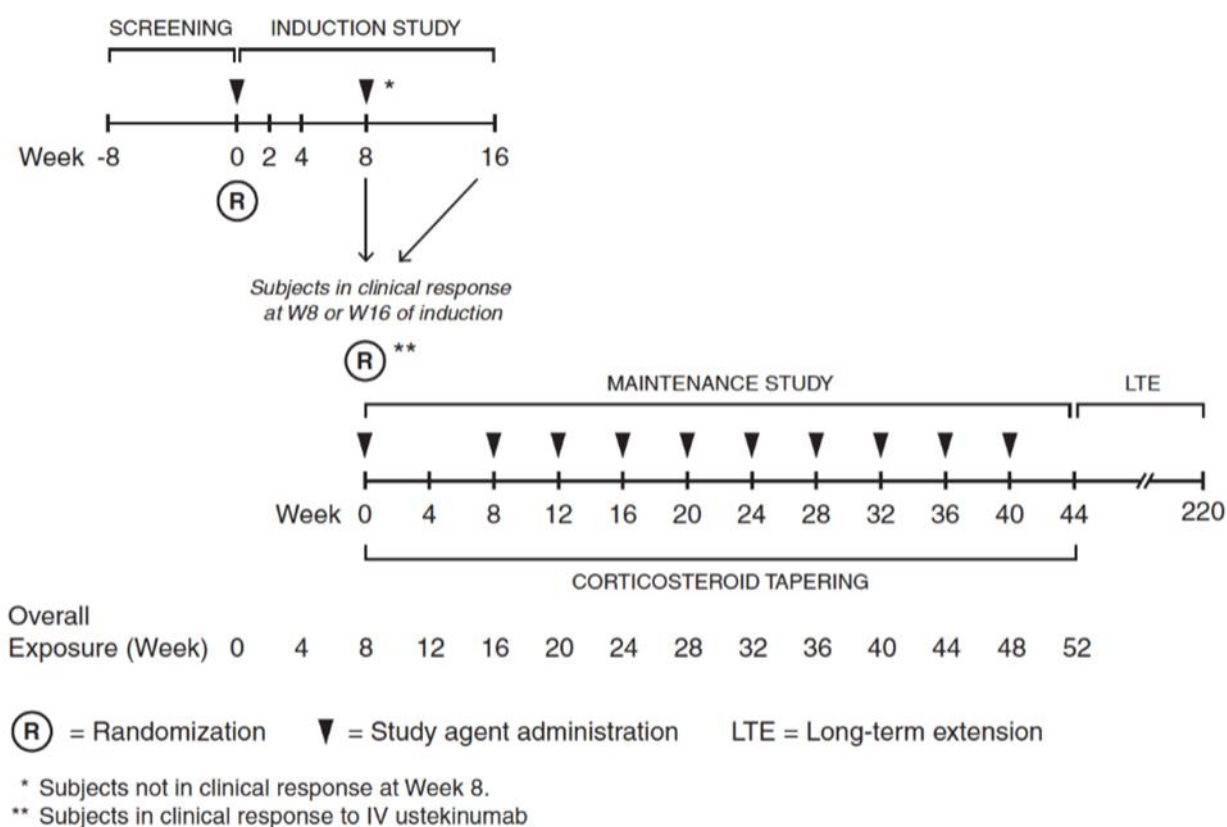 SCREENING INDUCTION STUDY
*
Week -8 0 2 4 8 16
R
Subjects in clinical response
at W8 or W16 of induction
R **
MAINTENANCE STUDY LTE
Week 0 4 8 12 16 20 24 28 32 36 40 44 220
CORTICOSTEROID TAPERING
Overall
Exposure (Week) 0 4 8 12 16 20 24 28 32 36 40 44 48 52
R = Randomization ▼ = Study agent administration LTE = Long-term extension
* Subjects not in clinical response at Week 8.
** Subjects in clinical response to IV ustekinumab